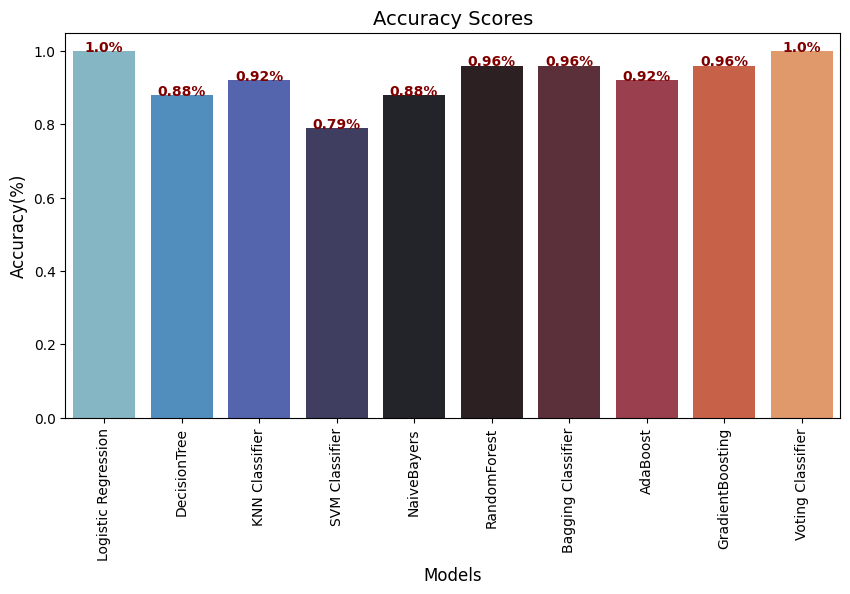 Accuracy Scores
Accuracy(%)
1.0
0.8
0.6
0.4
0.2
0.0
1.0%
0.88%
0.92%
0.79%
0.88%
0.96%
0.96%
0.92%
0.96%
1.0%
Logistic Regression
DecisionTree
KNN Classifier
SVM Classifier
NaiveBayers
RandomForest
Bagging Classifier
AdaBoost
GradientBoosting
Voting Classifier
Models